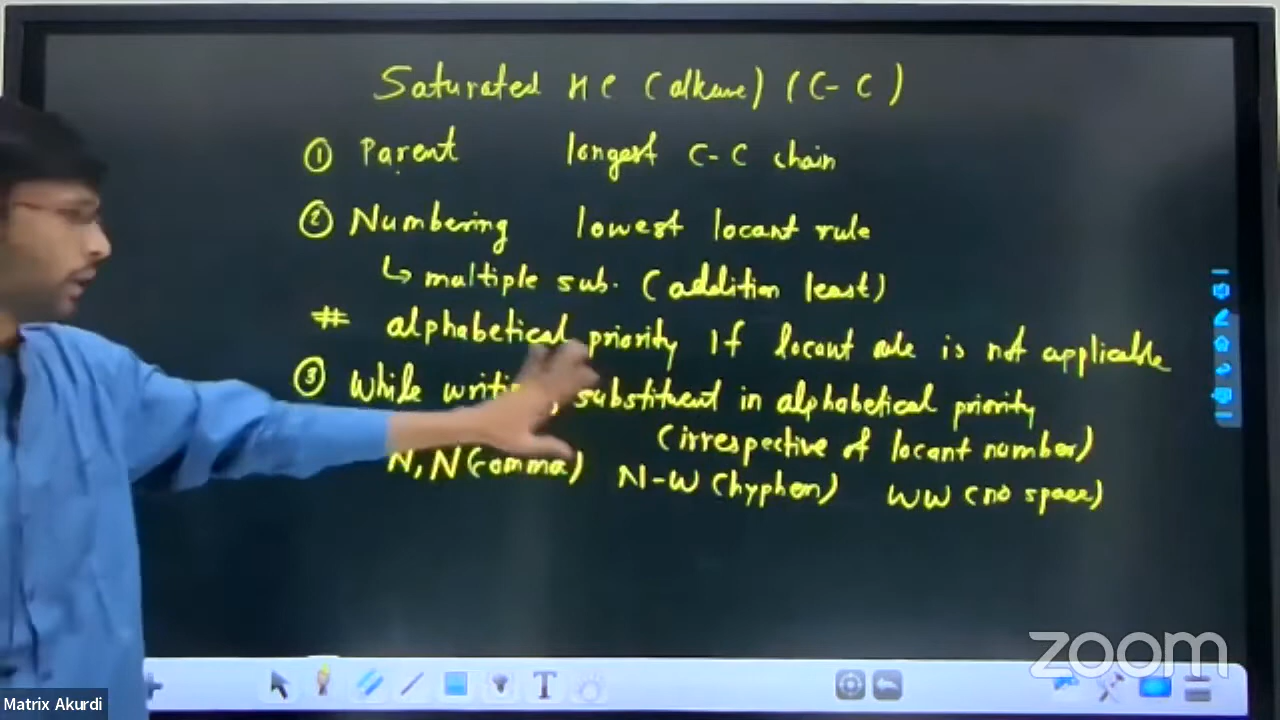 Saturated HC (alkane) (C-C)
① Parent longest C-C chain
② Numbering lowest locant rule
↳ multiple sub. (addition least)
# alphabetical priority If locant rule is not applicable
③ While substituent in alphabetical priority
(irrespective of locant number)
N, N (comma) N-W (hyphen) WW (no space)
zoom
Matrix Akurdi